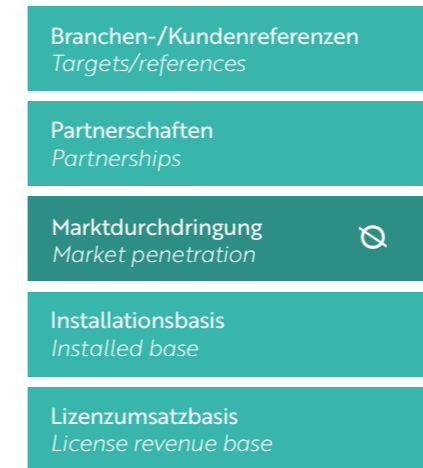 Branchen-/Kundenreferenzen
Targets/references
Partnerschaften
Partnerships
Marktdurchdringung
Market penetration
Installationsbasis
Installed base
Lizenzumsatzbasis
License revenue base